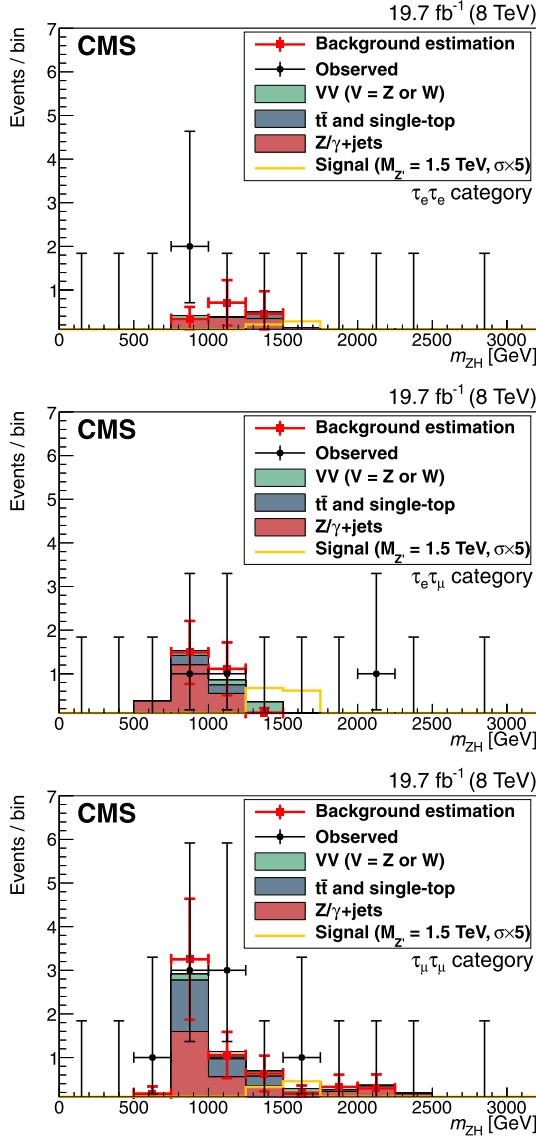 19.7 fb⁻¹ (8 TeV)
Events / bin
7
CMS
Background estimation
Observed
VV (V = Z or W)
tt̄ and single-top
Z/γ+jets
Signal (M_Z' = 1.5 TeV, σ×5)
τ_e τ_e category
6
5
4
3
2
1
0 500 1000 1500 2000 2500 3000
m_ZH [GeV]
19.7 fb⁻¹ (8 TeV)
Events / bin
7
CMS
Background estimation
Observed
VV (V = Z or W)
tt̄ and single-top
Z/γ+jets
Signal (M_Z' = 1.5 TeV, σ×5)
τ_e τ_μ category
6
5
4
3
2
1
0 500 1000 1500 2000 2500 3000
m_ZH [GeV]
19.7 fb⁻¹ (8 TeV)
Events / bin
7
CMS
Background estimation
Observed
VV (V = Z or W)
tt̄ and single-top
Z/γ+jets
Signal (M_Z' = 1.5 TeV, σ×5)
τ_μ τ_μ category
6
5
4
3
2
1
0 500 1000 1500 2000 2500 3000
m_ZH [GeV]